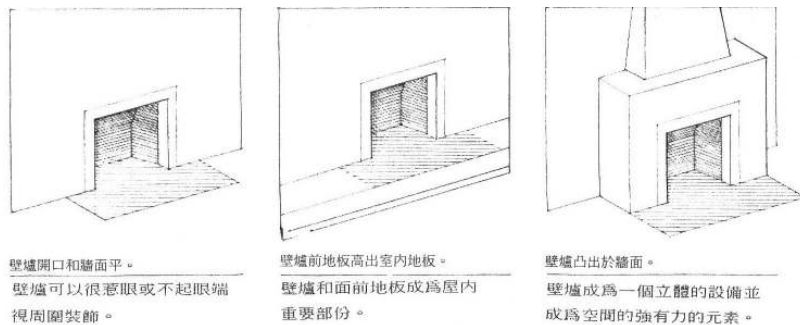 壁爐開口和牆面平。
壁爐可以很惹眼或不起眼端
視周圍裝飾。
壁爐前地板高出室內地板。
壁爐和面前地板成爲屋内
重要部份。
壁爐凸出於牆面。
壁爐成爲一個立體的設備並
成爲空間的強有力的元素。